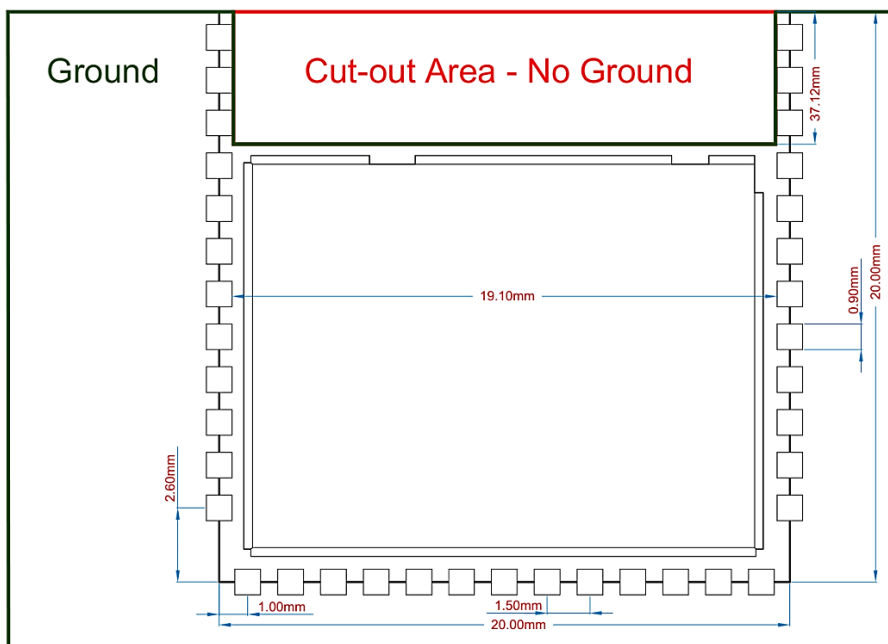 Ground
Cut-out Area - No Ground
37.12mm
20.00mm
19.10mm
0.90mm
2.60mm
1.00mm
1.50mm
20.00mm